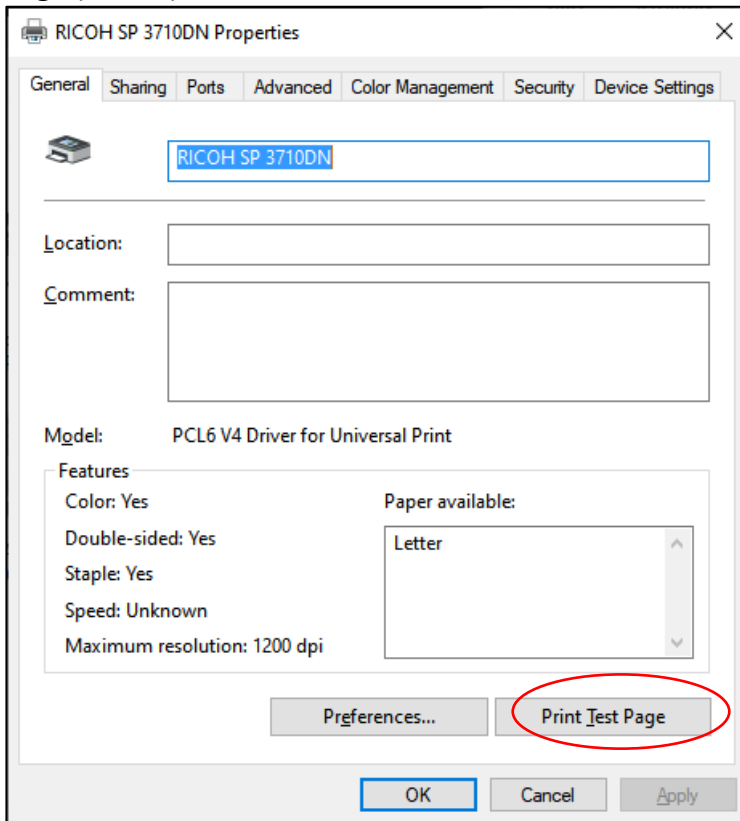 RICOH SP 3710DN Properties
General Sharing Ports Advanced Color Management Security Device Settings
RICOH SP 3710DN
Location:
Comment:
Model: PCL6 V4 Driver for Universal Print
Features
Color: Yes Paper available:
Double-sided: Yes Letter
Staple: Yes
Speed: Unknown
Maximum resolution: 1200 dpi
Preferences... Print Test Page
OK Cancel Apply